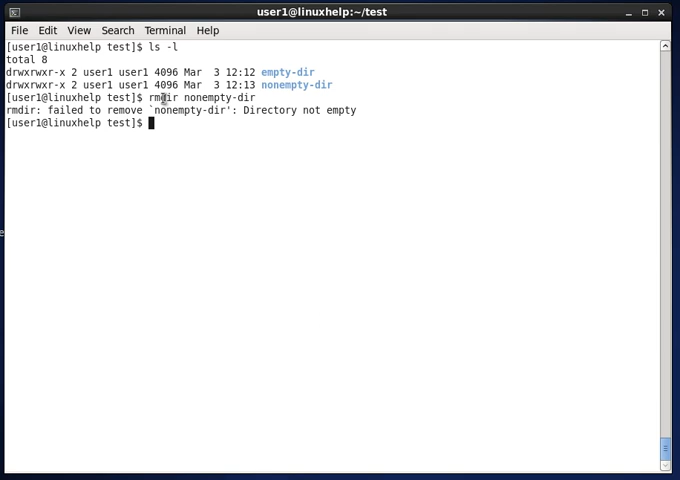 user1@linuxhelp:~/test
File Edit View Search Terminal Help
[user1@linuxhelp test]$ ls -l
total 8
drwxrwxr-x 2 user1 user1 4096 Mar  3 12:12 empty-dir
drwxrwxr-x 2 user1 user1 4096 Mar  3 12:13 nonempty-dir
[user1@linuxhelp test]$ rmdir nonempty-dir
rmdir: failed to remove `nonempty-dir': Directory not empty
[user1@linuxhelp test]$